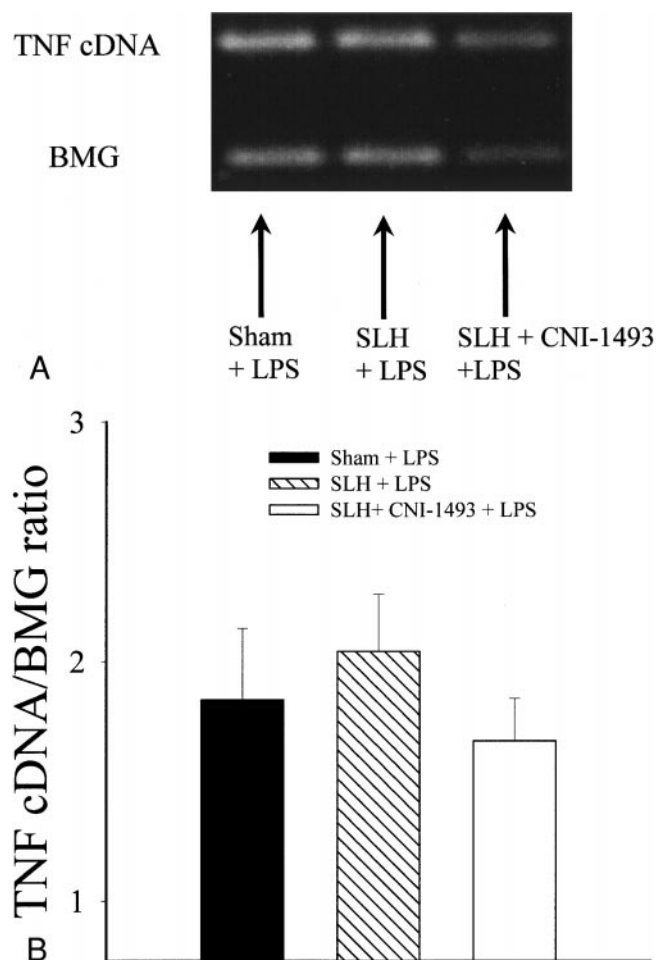 TNF cDNA
BMG
Sham
+ LPS
SLH
+ LPS
SLH + CNI-1493
+LPS
A
3
Sham + LPS
SLH + LPS
SLH+ CNI-1493 + LPS
2
1
TNF cDNA/BMG ratio
B